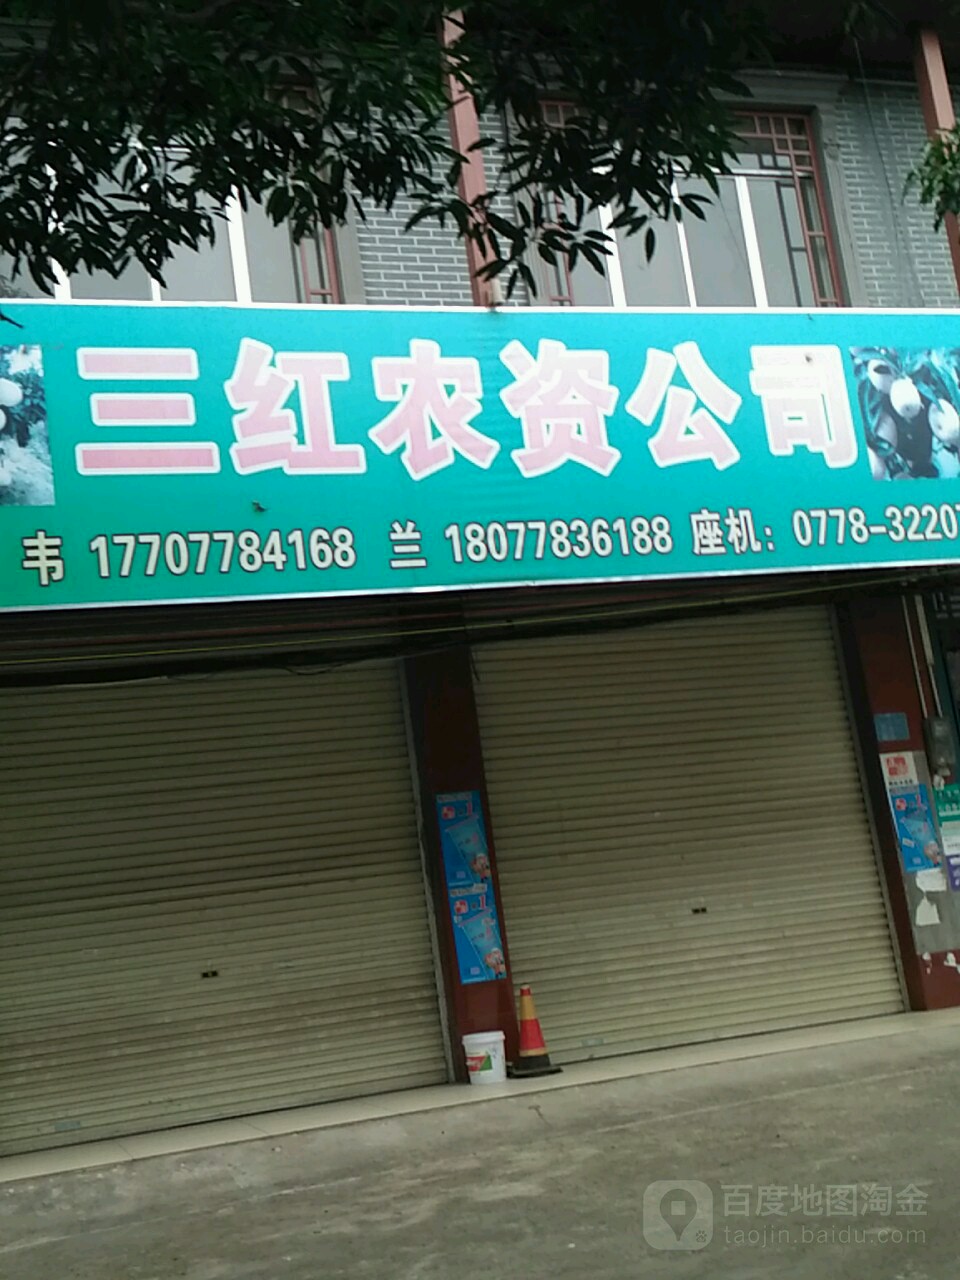 三红农资公司
韦 17707784168 兰 18077836188 座机：0778-3220
百度地图淘金
taojin.baidu.com